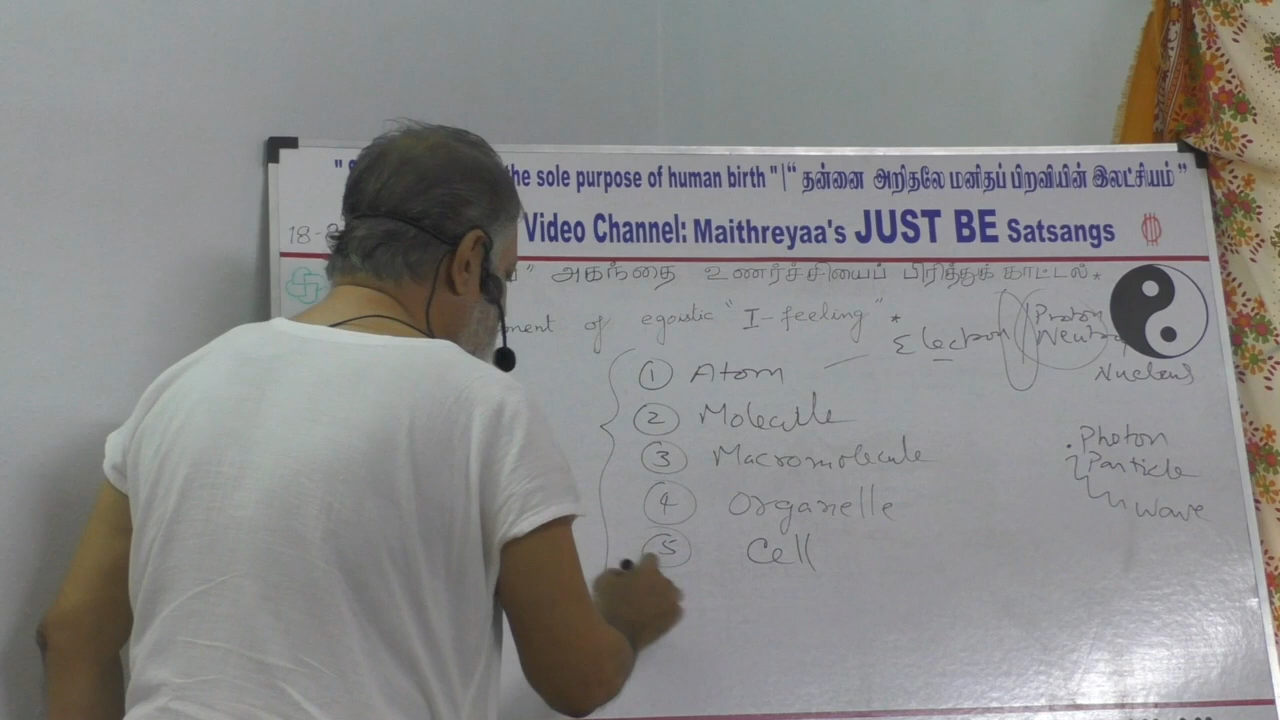 the sole purpose of human birth " | “ தன்னை அறிதலே மனிதப் பிறவியின் இலட்சியம் ”
Video Channel: Maithreyaa's JUST BE Satsangs
18-
” அகந்தை உணர்ச்சியைப் பிரித்துக் காட்டல் *
ment of egoistic “ I-feeling ” *
Electron Proton
Neutron
Nucleus
1 Atom
2 Molecule
3 Macromolecule
4 Organelle
5 Cell
Photon
Particle
Wave